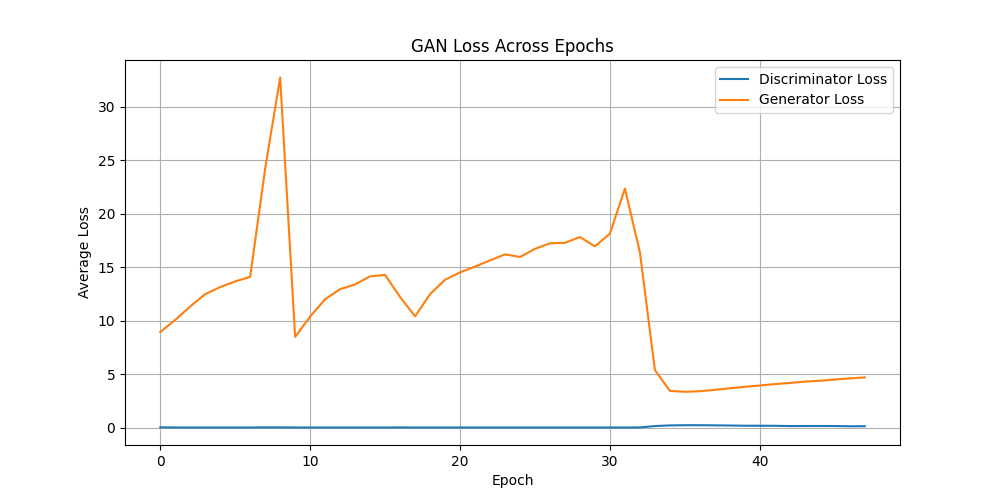 GAN Loss Across Epochs
Discriminator Loss
Generator Loss
Average Loss
30
25
20
15
10
5
0
0 10 20 30 40
Epoch